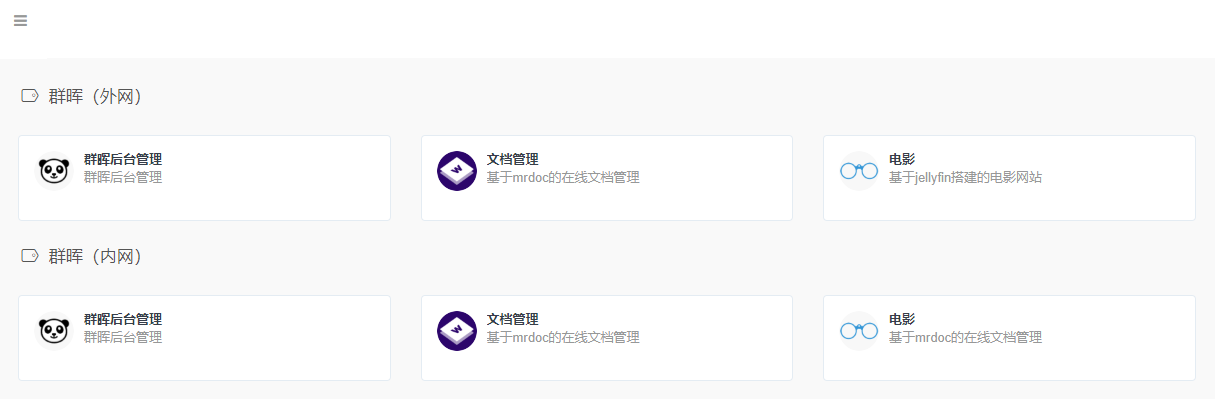 群晖（外网）
群晖后台管理
群晖后台管理
文档管理
基于mrdoc的在线文档管理
电影
基于jellyfin搭建的电影网站
群晖（内网）
群晖后台管理
群晖后台管理
文档管理
基于mrdoc的在线文档管理
电影
基于mrdoc的在线文档管理